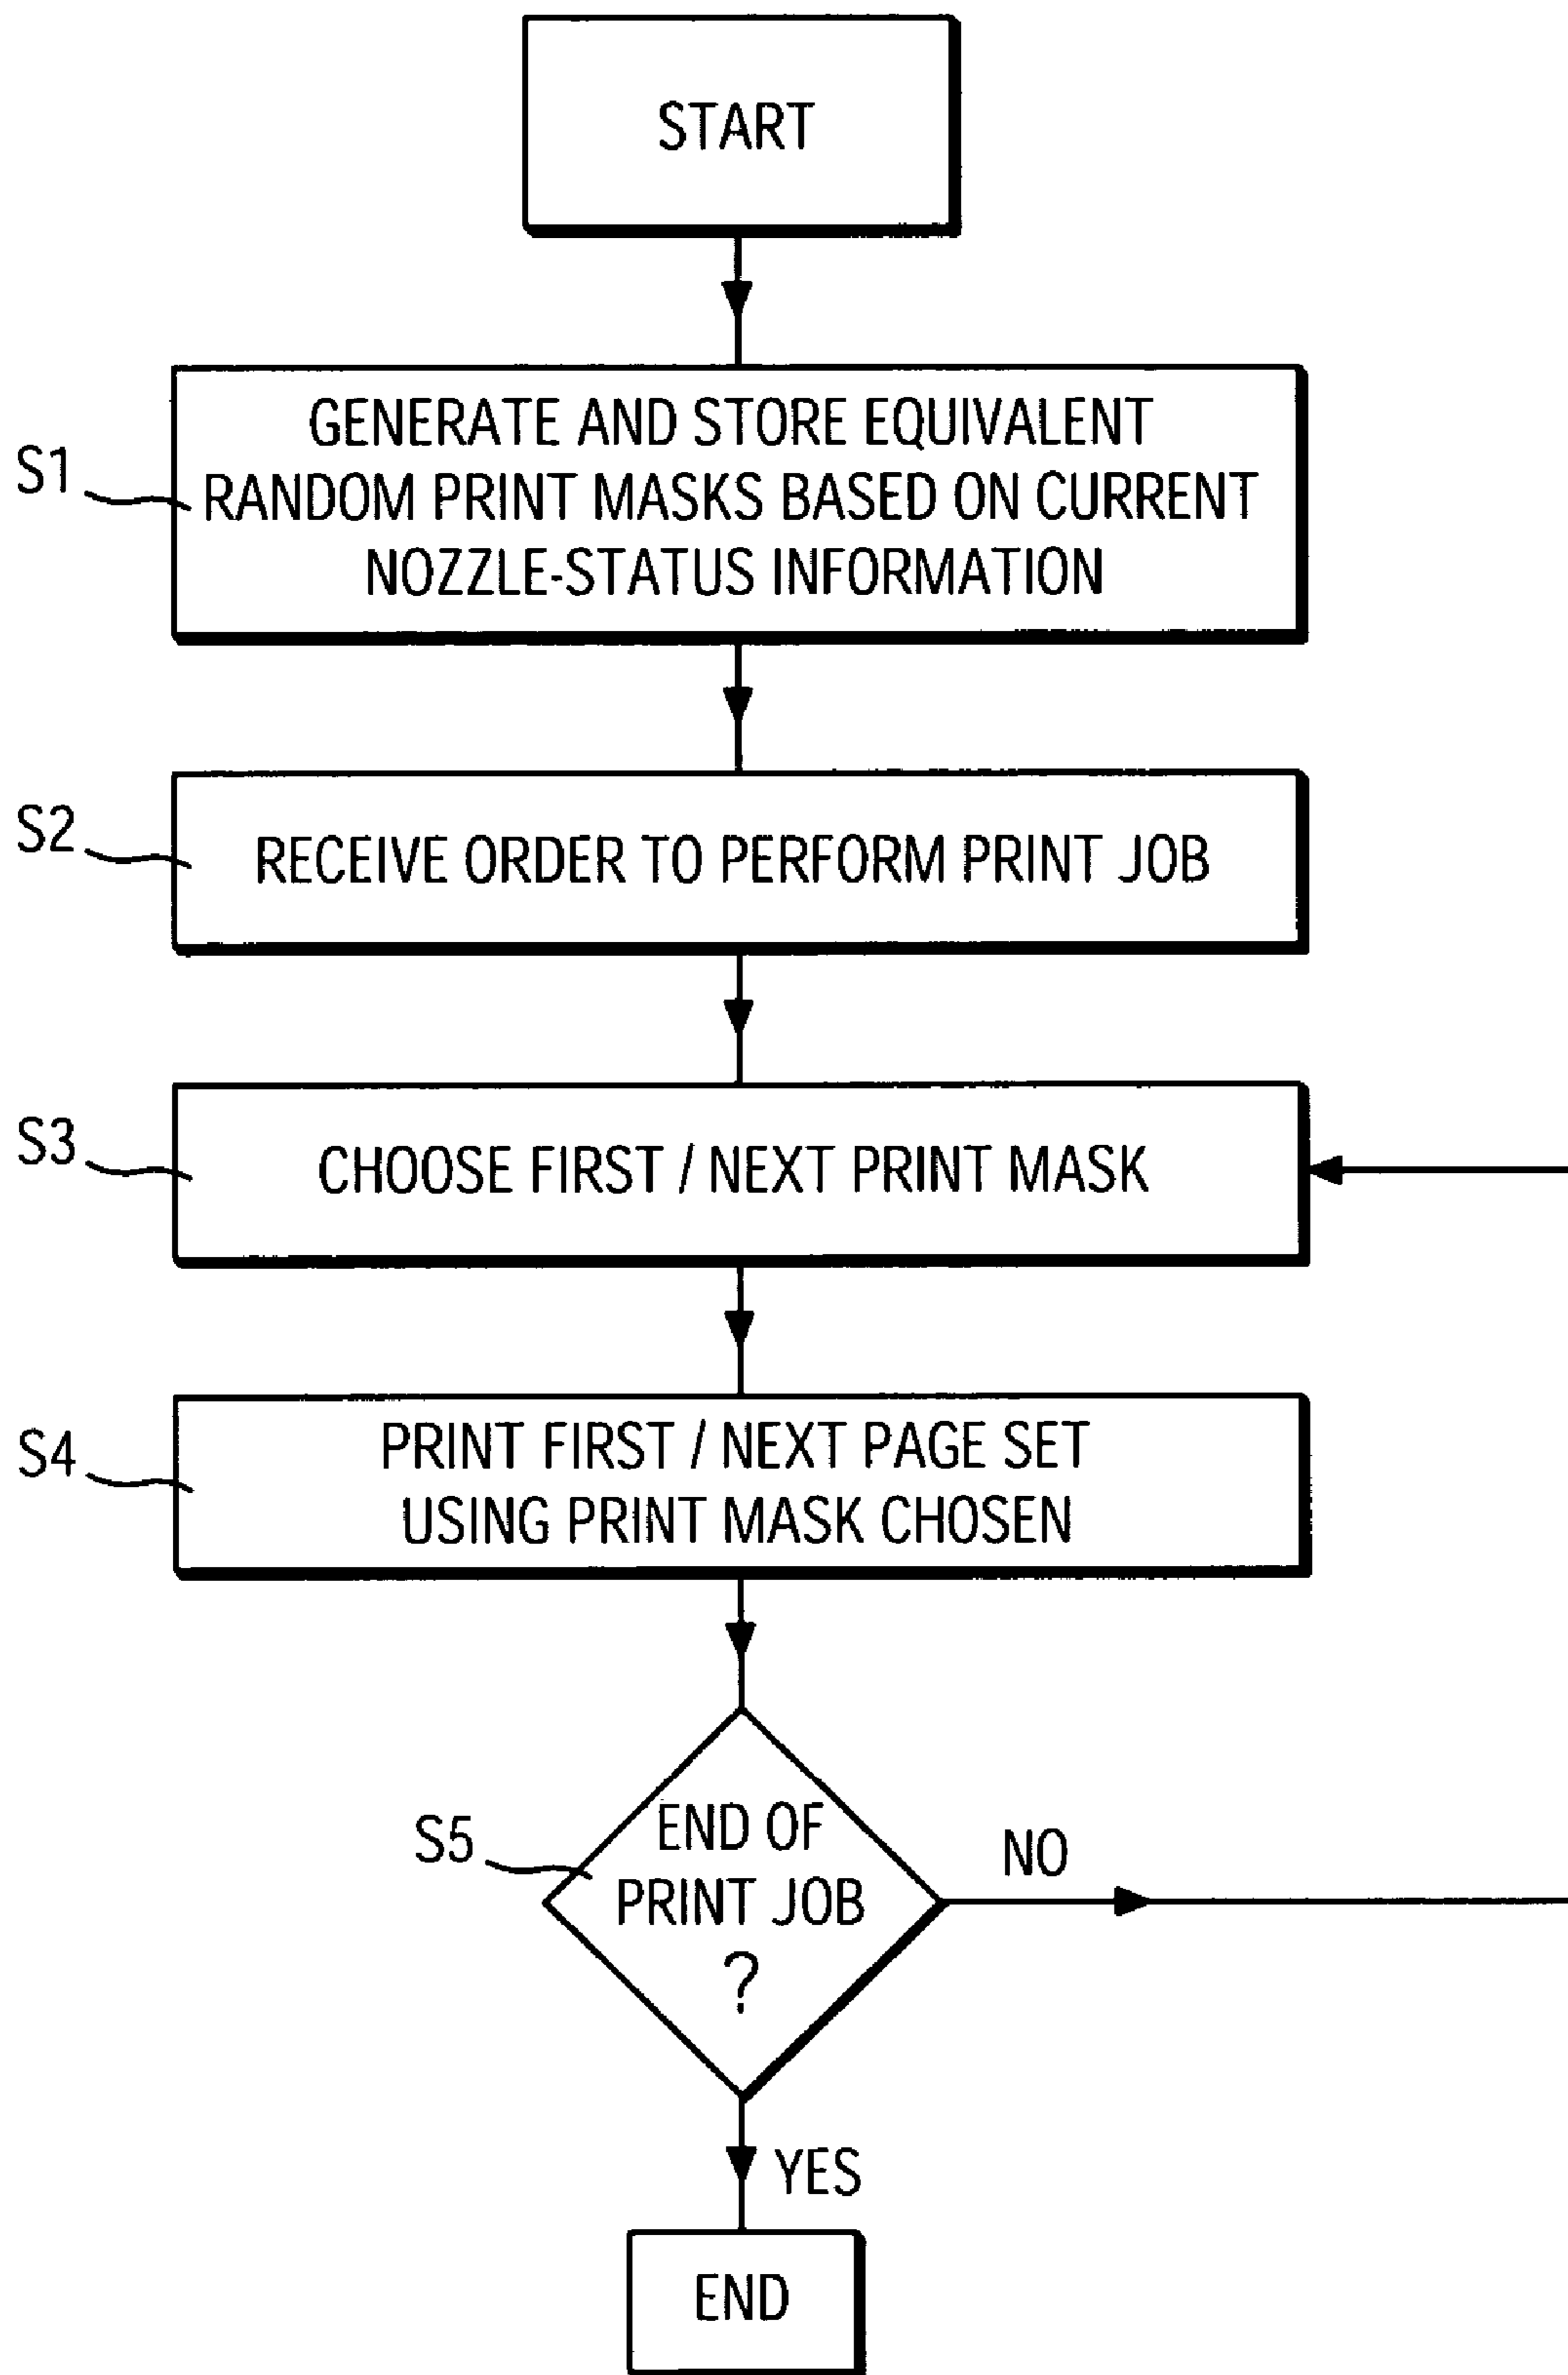 START
S1
GENERATE AND STORE EQUIVALENT
RANDOM PRINT MASKS BASED ON CURRENT
NOZZLE-STATUS INFORMATION
S2
RECEIVE ORDER TO PERFORM PRINT JOB
S3
CHOOSE FIRST / NEXT PRINT MASK
S4
PRINT FIRST / NEXT PAGE SET
USING PRINT MASK CHOSEN
S5
END OF
PRINT JOB
?
NO
YES
END